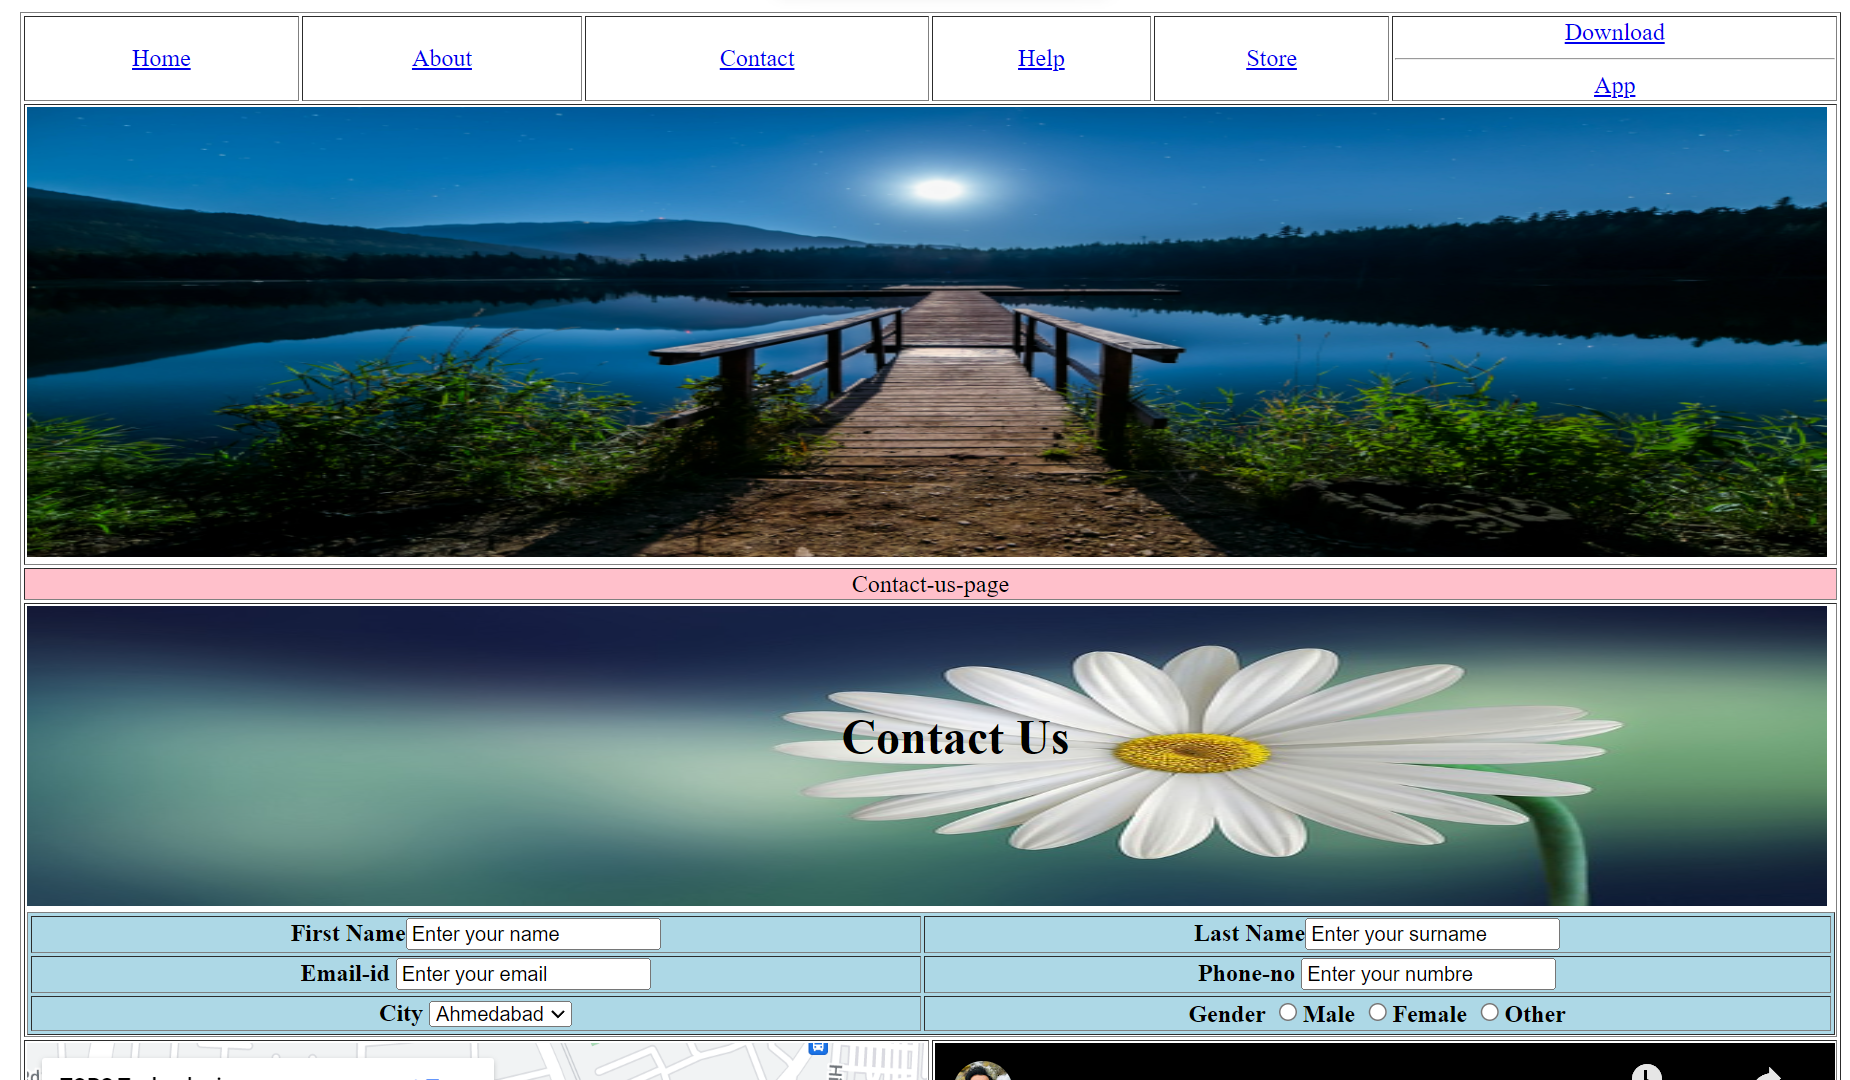 Home About Contact Help Store Download
App
Contact-us-page
Contact Us
First Name Enter your name Last Name Enter your surname
Email-id Enter your email Phone-no Enter your numbre
City Ahmedabad Gender Male Female Other